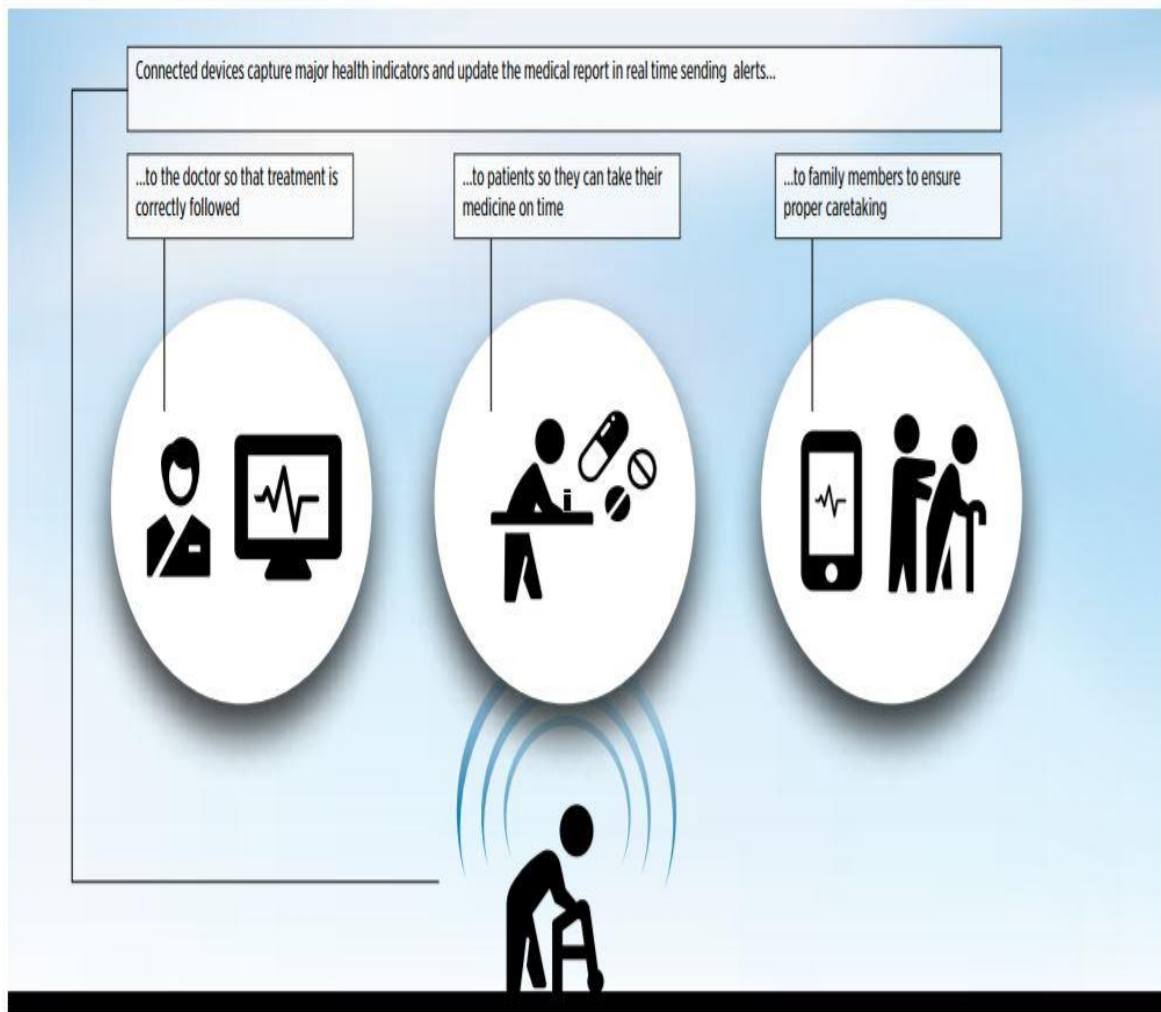 Connected devices capture major health indicators and update the medical report in real time sending alerts...
...to the doctor so that treatment is
correctly followed
...to patients so they can take their
medicine on time
...to family members to ensure
proper caretaking